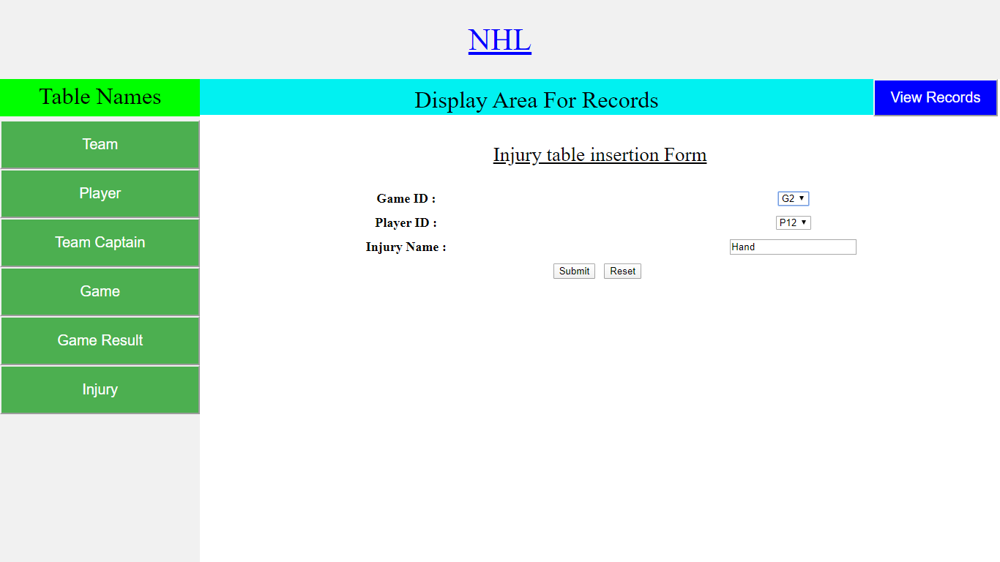 NHL
Table Names
Display Area For Records
View Records
Team
Player
Team Captain
Game
Game Result
Injury
Injury table insertion Form
Game ID : G2
Player ID : P12
Injury Name : Hand
Submit Reset